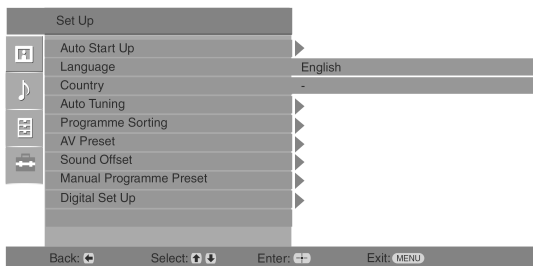 Set Up
Auto Start Up
Language English
Country -
Auto Tuning
Programme Sorting
AV Preset
Sound Offset
Manual Programme Preset
Digital Set Up
Back: Select: Enter: Exit: MENU